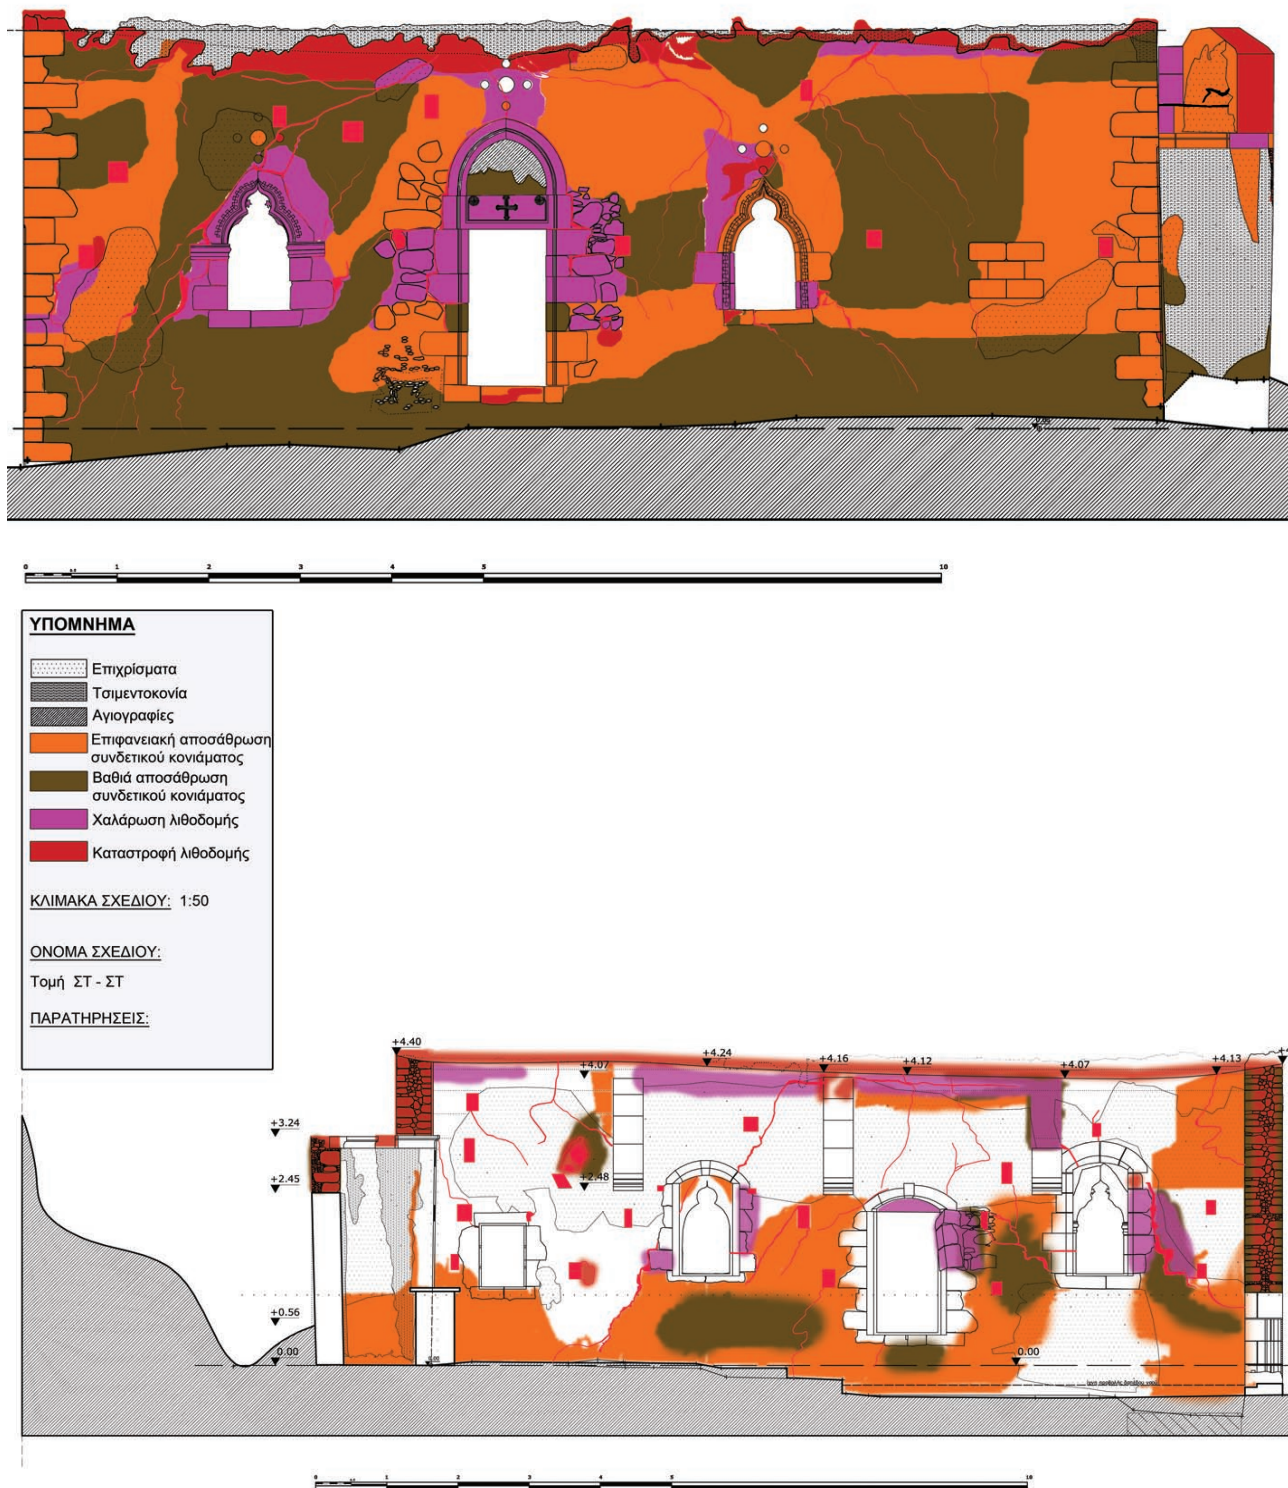 0 1 2 3 4 5 10
ΥΠΟΜΝΗΜΑ
Επιχρίσματα
Τσιμεντοκονία
Αγιογραφίες
Επιφανειακή αποσάθρωση
συνδετικού κονιάματος
Βαθιά αποσάθρωση
συνδετικού κονιάματος
Χαλάρωση λιθοδομής
Καταστροφή λιθοδομής
ΚΛΙΜΑΚΑ ΣΧΕΔΙΟΥ: 1:50
ΟΝΟΜΑ ΣΧΕΔΙΟΥ:
Τομή ΣΤ - ΣΤ
ΠΑΡΑΤΗΡΗΣΕΙΣ:
+4.40
+4.07
+4.24
+4.16
+4.12
+4.07
+4.13
+3.24
+2.45
+2.48
+0.56
0.00
0.00
0.00
0 1 2 3 4 5 10